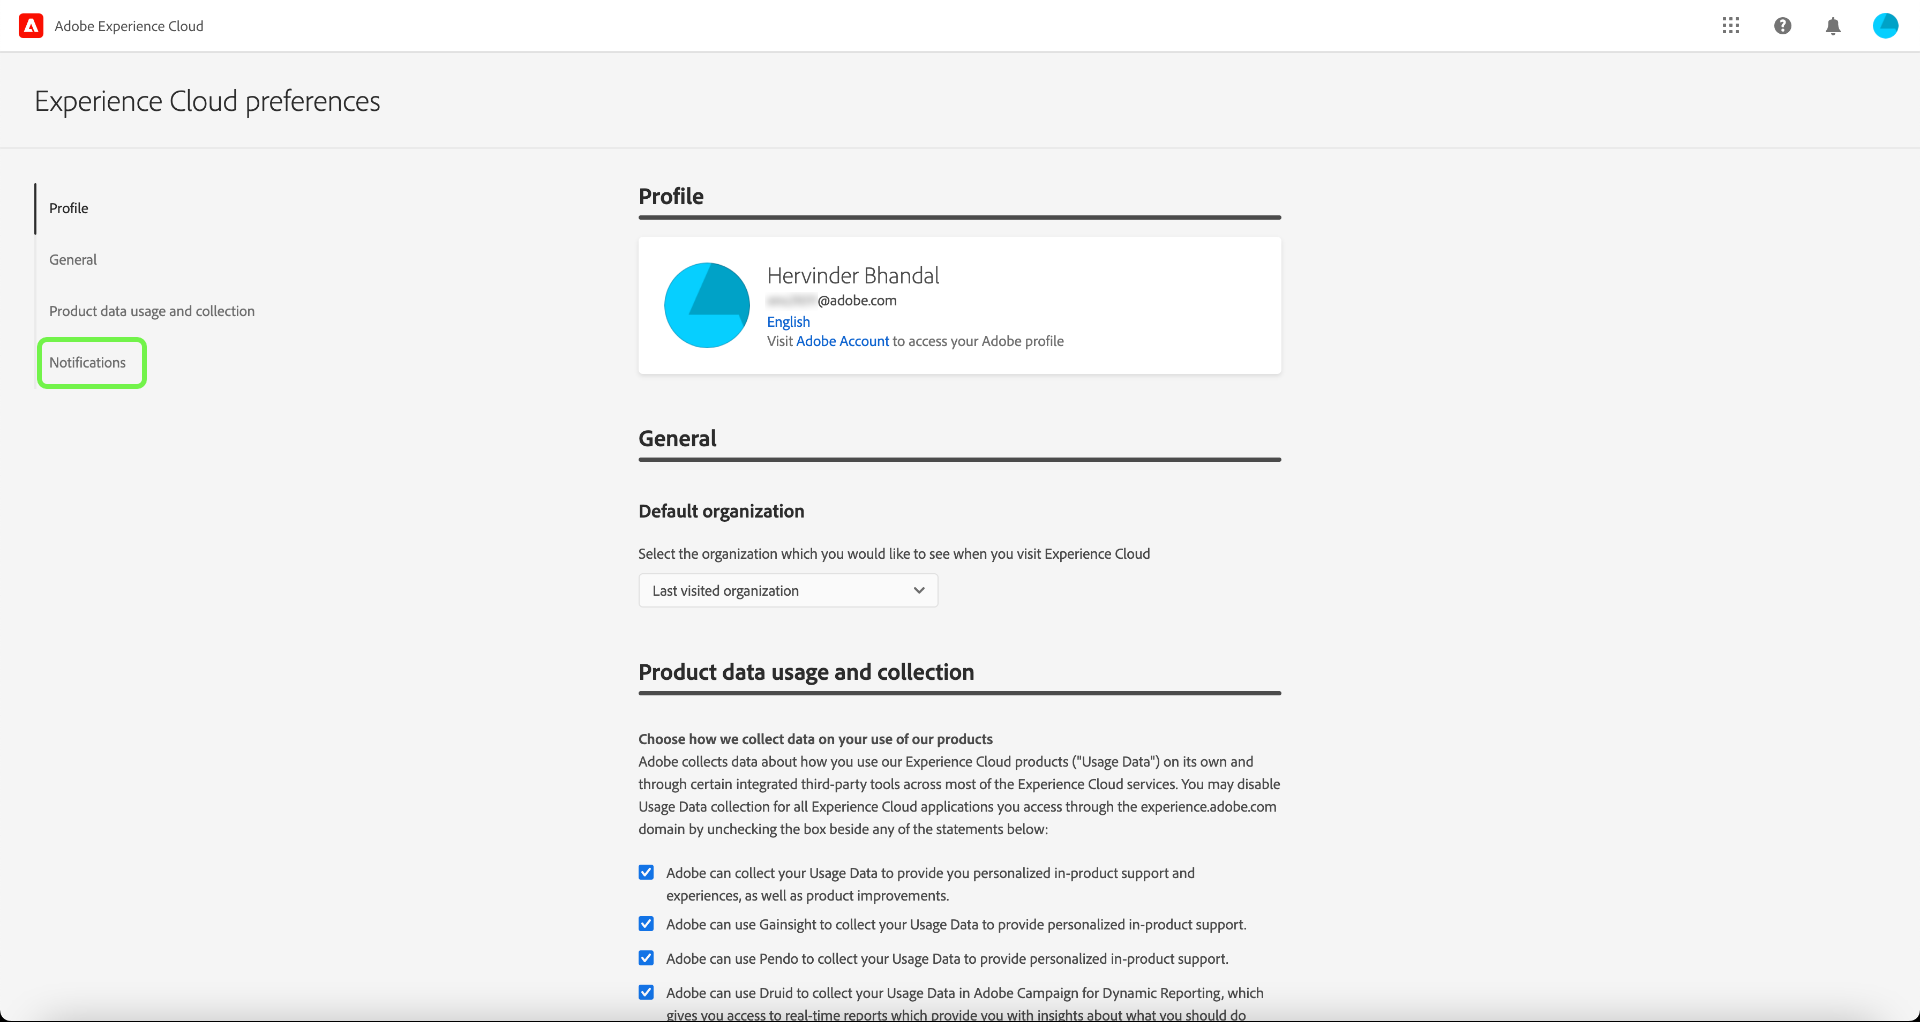 Adobe Experience Cloud
Experience Cloud preferences
Profile
General
Product data usage and collection
Notifications
Profile
Hervinder Bhandal
@adobe.com
English
Visit Adobe Account to access your Adobe profile
General
Default organization
Select the organization which you would like to see when you visit Experience Cloud
Last visited organization
Product data usage and collection
Choose how we collect data on your use of our products
Adobe collects data about how you use our Experience Cloud products ("Usage Data") on its own and
through certain integrated third-party tools across most of the Experience Cloud services. You may disable
Usage Data collection for all Experience Cloud applications you access through the experience.adobe.com
domain by unchecking the box beside any of the statements below:
Adobe can collect your Usage Data to provide you personalized in-product support and
experiences, as well as product improvements.
Adobe can use Gainsight to collect your Usage Data to provide personalized in-product support.
Adobe can use Pendo to collect your Usage Data to provide personalized in-product support.
Adobe can use Druid to collect your Usage Data in Adobe Campaign for Dynamic Reporting, which
gives you access to real-time reports which provide you with insights about what you should do